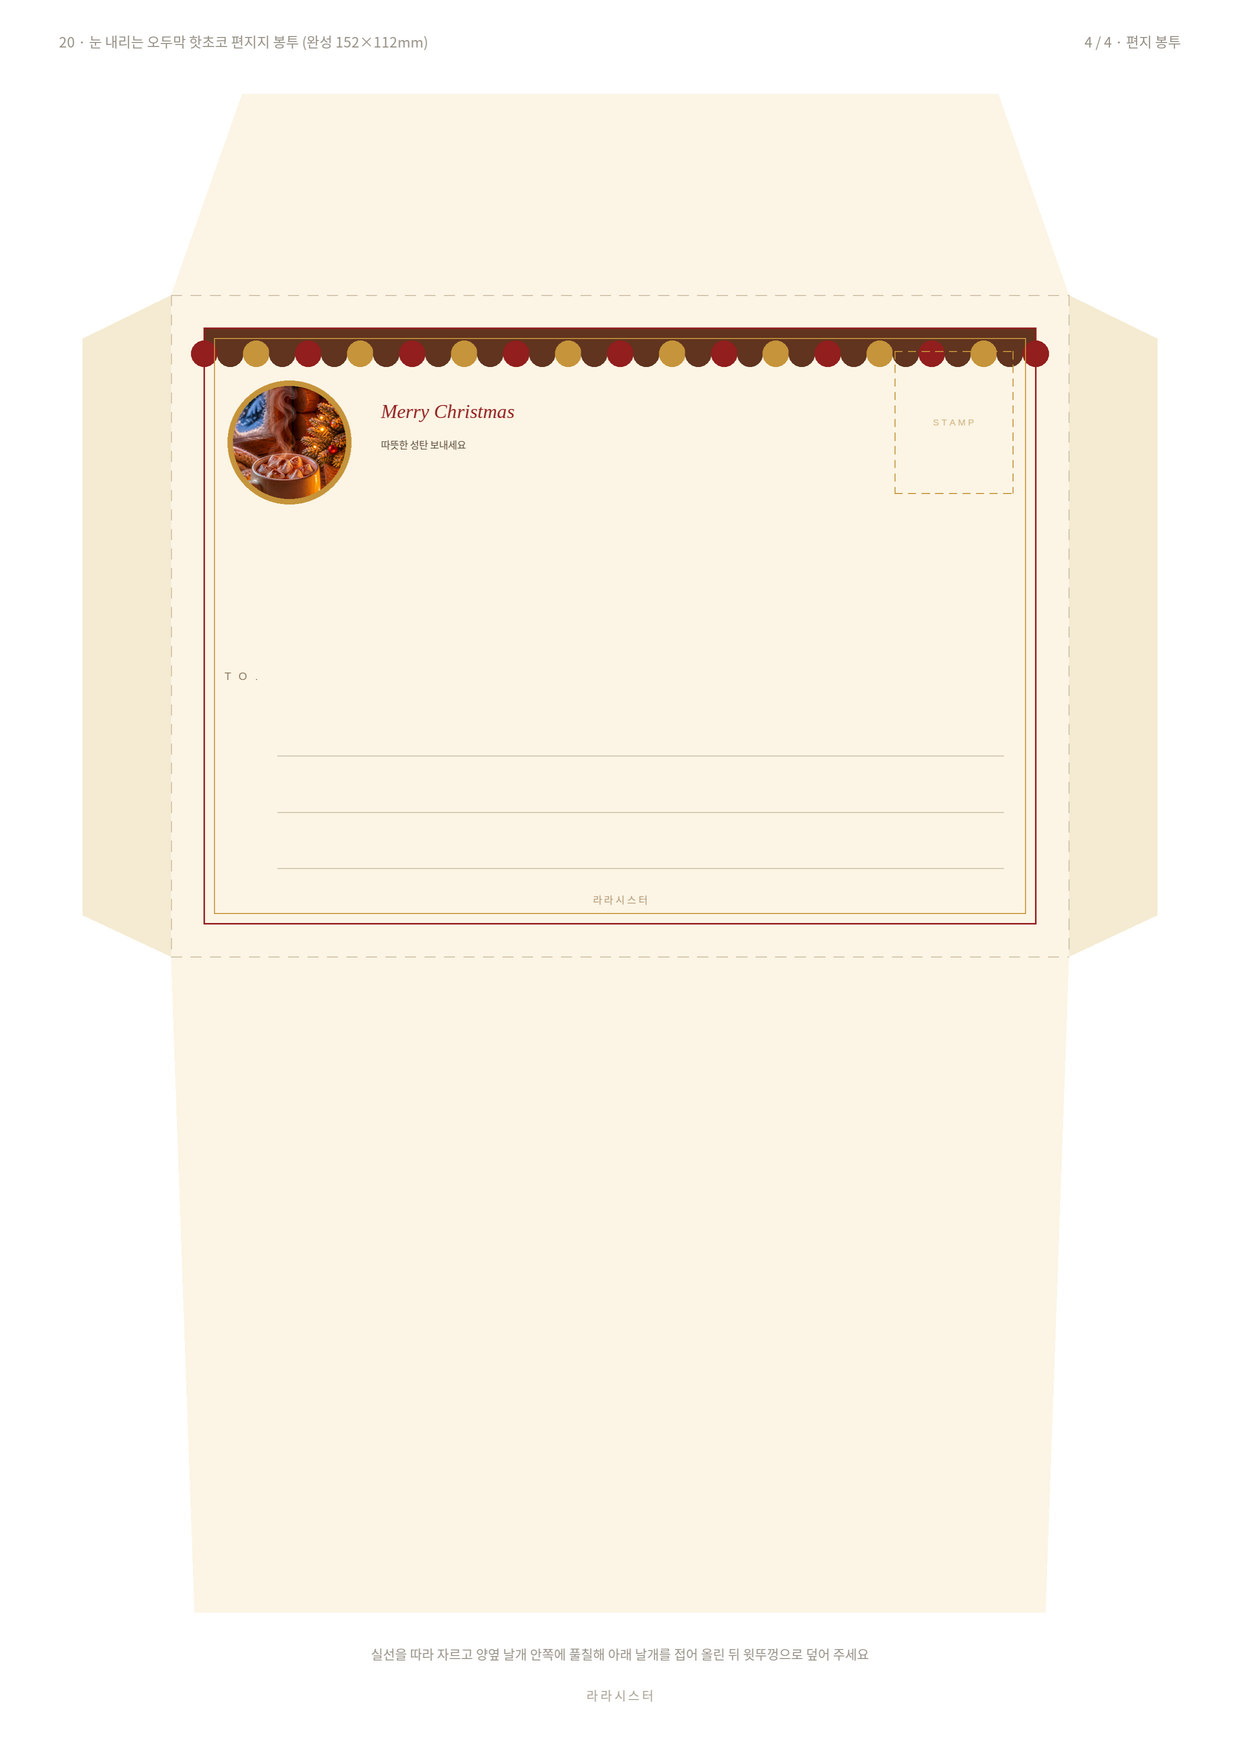 20 · 눈 내리는 오두막 핫초코 편지지 봉투 (완성 152×112mm)
4 / 4 · 편지 봉투
Merry Christmas
따뜻한 성탄 보내세요
STAMP
TO.
라라시스터
실선을 따라 자르고 양옆 날개 안쪽에 풀칠해 아래 날개를 접어 올린 뒤 윗뚜껑으로 덮어 주세요
라라시스터